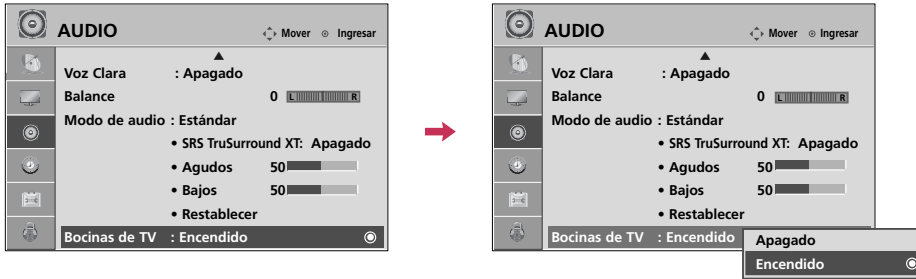 AUDIO
Mover
Ingresar
Voz Clara : Apagado
Balance 0 L R
Modo de audio : Estándar
• SRS TruSurround XT: Apagado
• Agudos 50
• Bajos 50
• Restablecer
Bocinas de TV : Encendido
AUDIO
Mover
Ingresar
Voz Clara : Apagado
Balance 0 L R
Modo de audio : Estándar
• SRS TruSurround XT: Apagado
• Agudos 50
• Bajos 50
• Restablecer
Bocinas de TV : Encendido
Apagado
Encendido